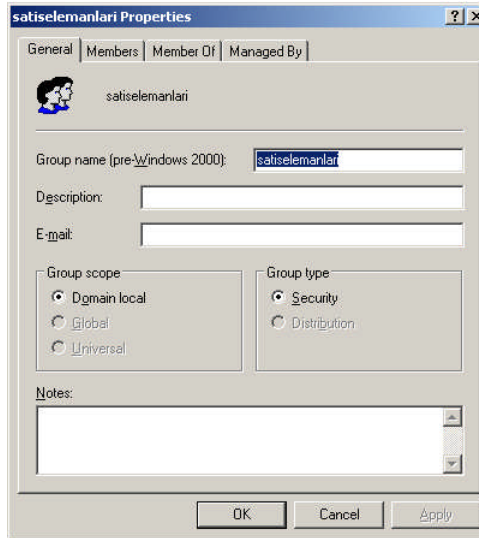 satiselemanlari Properties
General Members Member Of Managed By
satiselemanlari
Group name (pre-Windows 2000): satiselemanlari
Description:
E-mail:
Group scope
Domain local
Global
Universal
Group type
Security
Distribution
Notes:
OK Cancel Apply